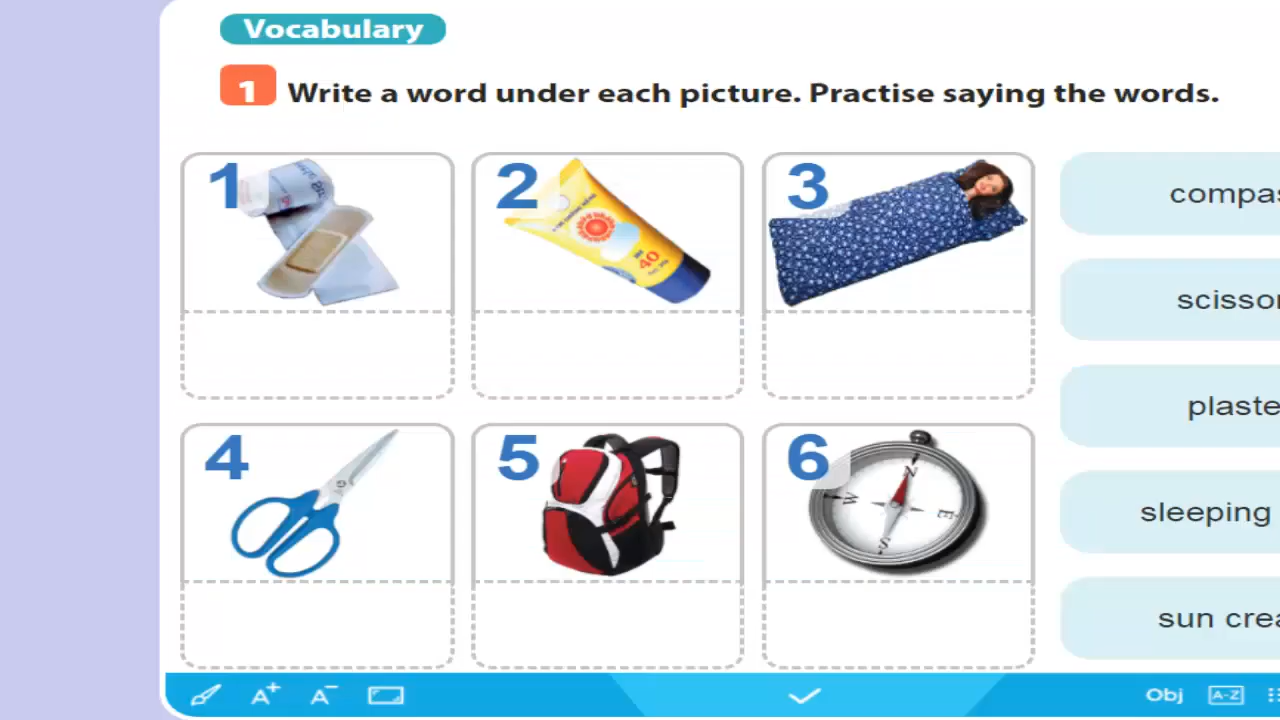 Vocabulary
1 Write a word under each picture. Practise saying the words.
1
2
40
3
compas
scissor
plaste
4
5
6
N
W
E
S
sleeping
sun crea
A+ A- Obj A-Z